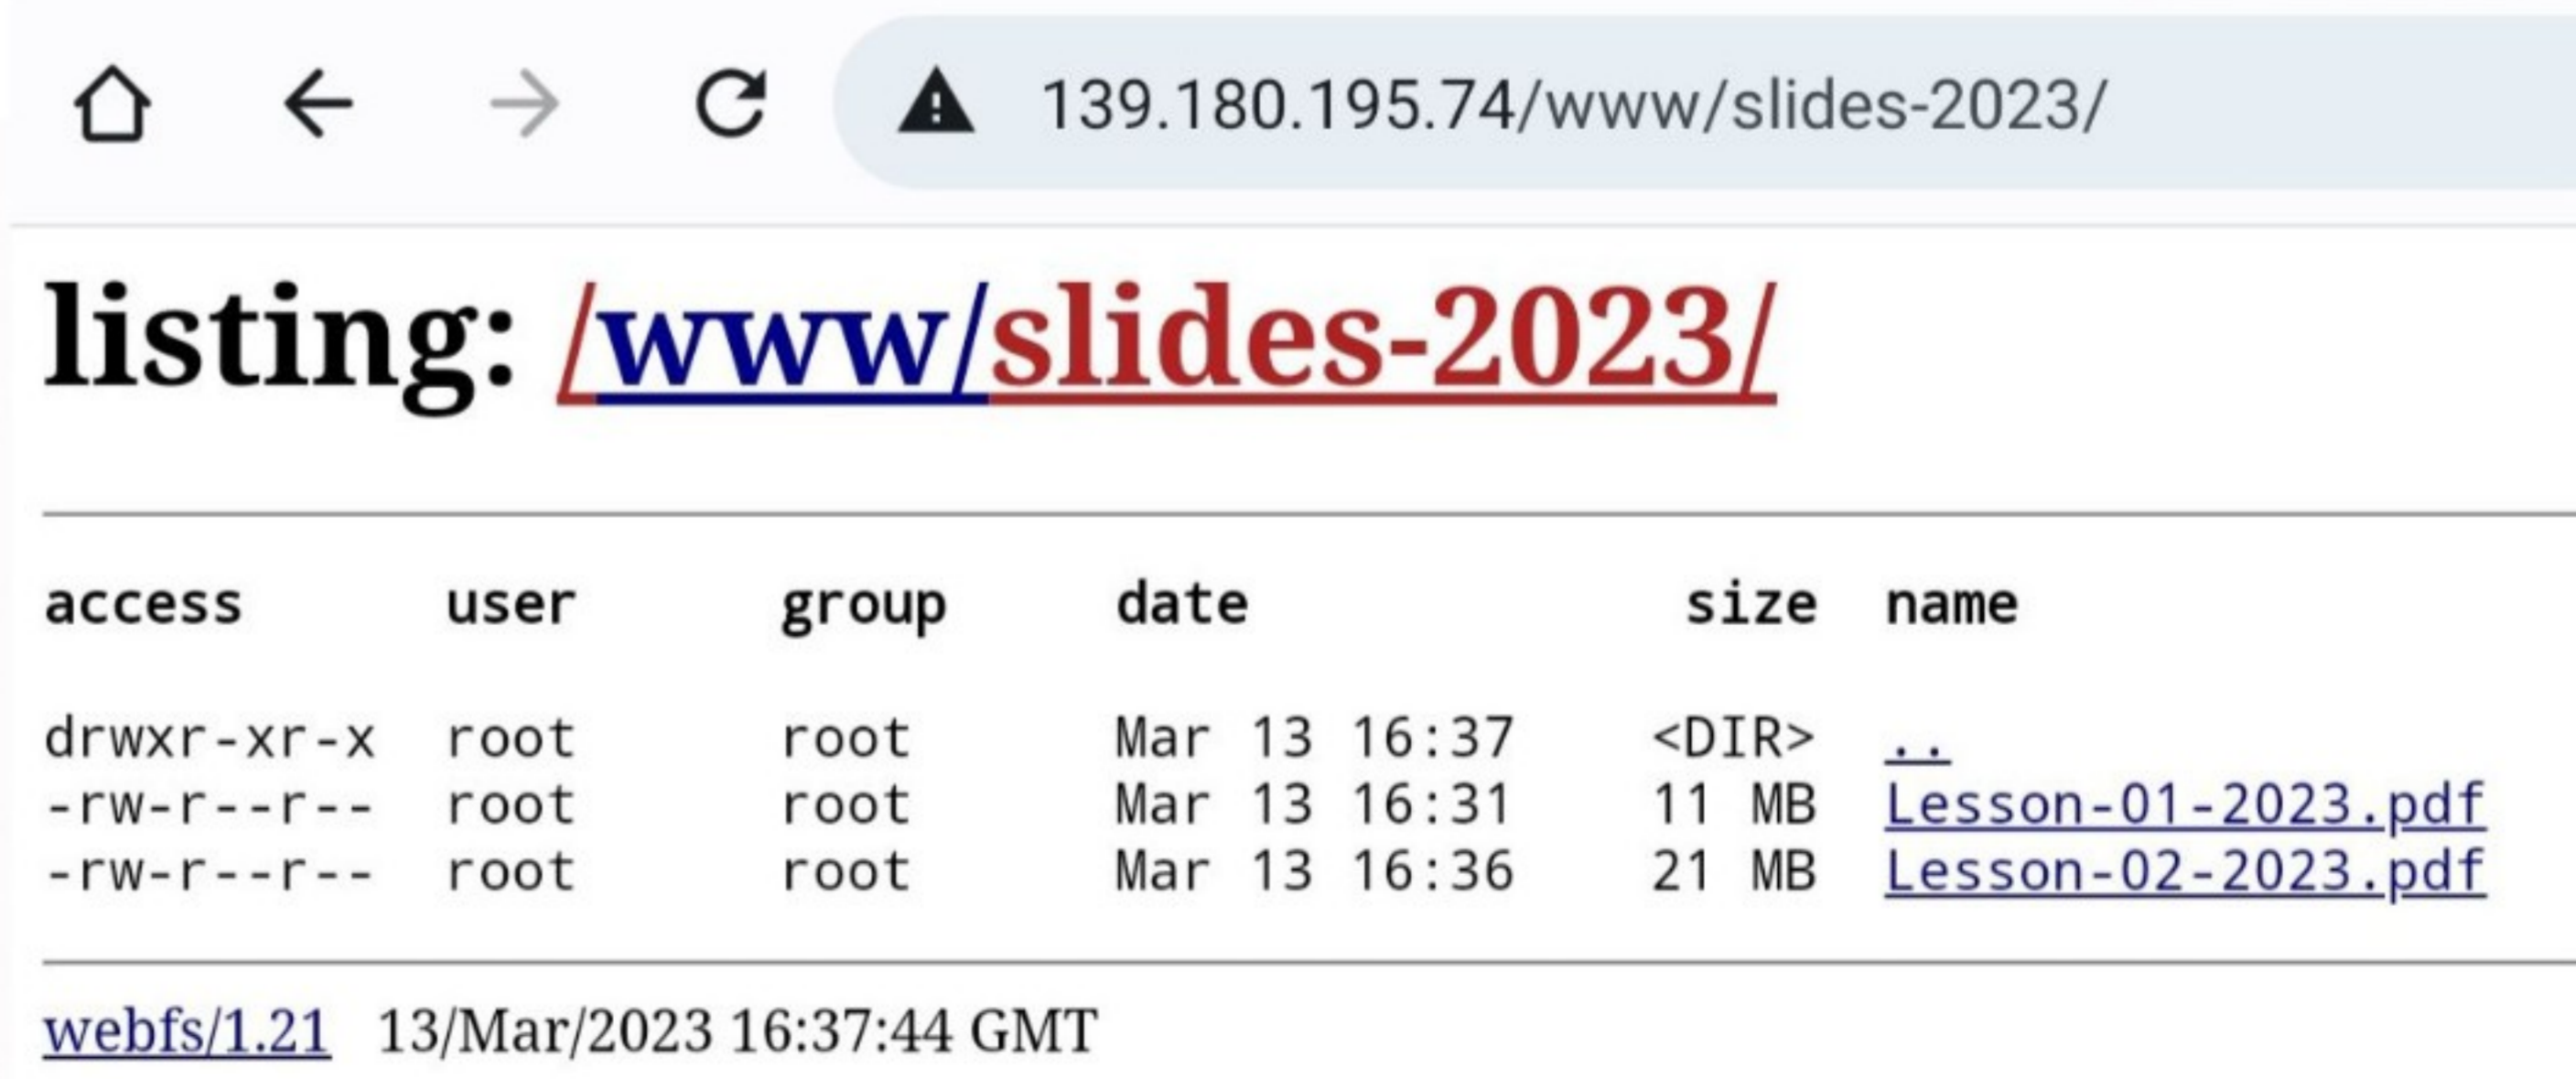 139.180.195.74/www/slides-2023/
listing: /www/slides-2023/
access user group date size name
drwxr-xr-x root root Mar 13 16:37 <DIR> ..
-rw-r--r-- root root Mar 13 16:31 11 MB Lesson-01-2023.pdf
-rw-r--r-- root root Mar 13 16:36 21 MB Lesson-02-2023.pdf
webfs/1.21 13/Mar/2023 16:37:44 GMT